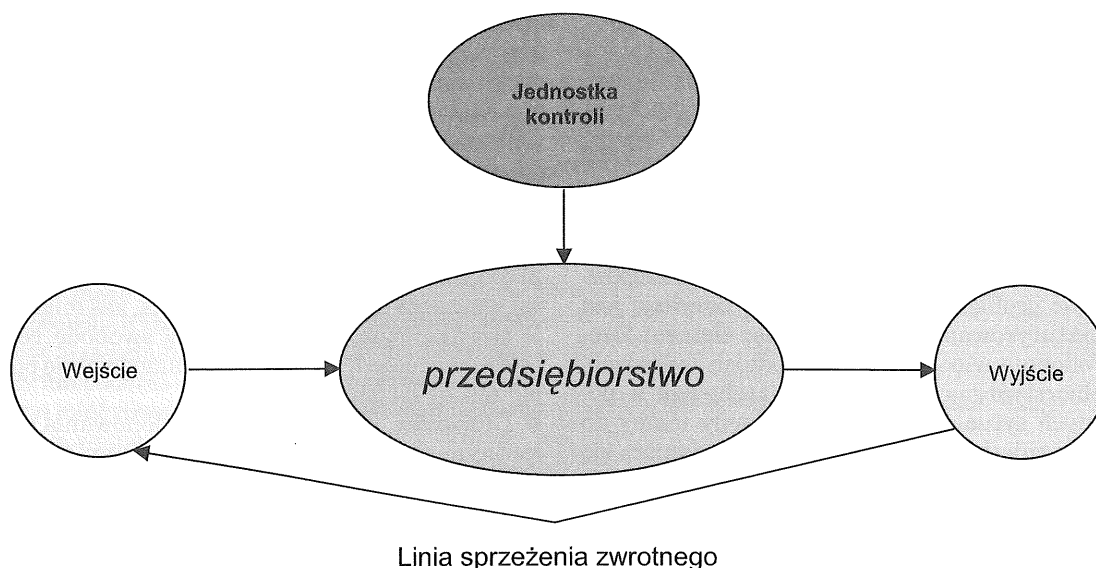 Jednostka
kontroli
Wejście
przedsiębiorstwo
Wyjście
Linia sprzeżenia zwrotnego